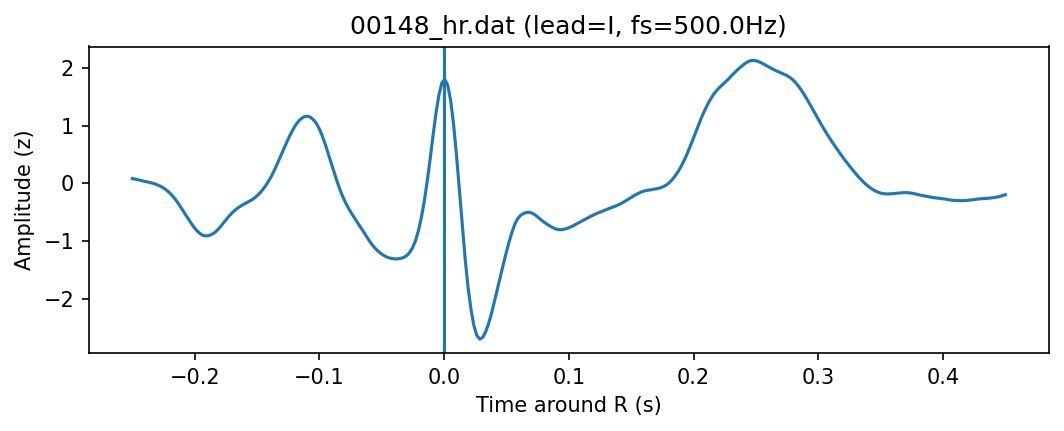 00148_hr.dat (lead=I, fs=500.0Hz)
Amplitude (z)
2
1
0
−1
−2
−0.2 −0.1 0.0 0.1 0.2 0.3 0.4
Time around R (s)